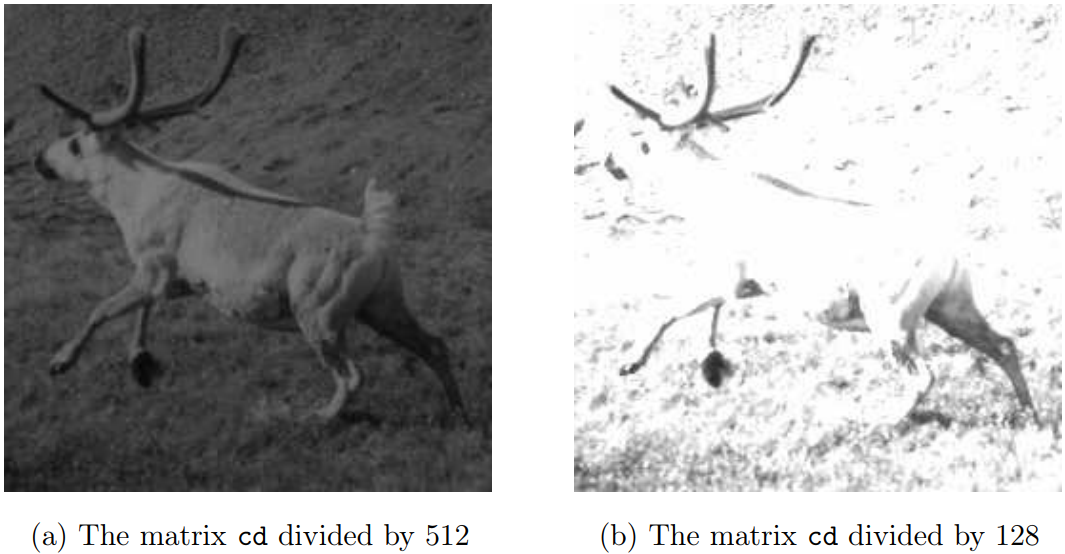 (a) The matrix cd divided by 512
(b) The matrix cd divided by 128